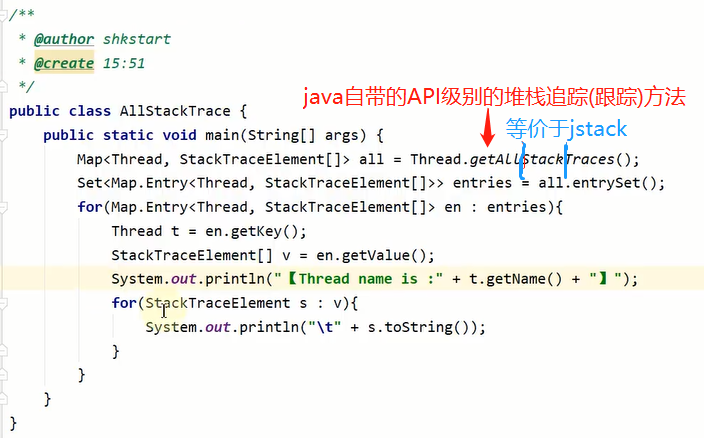 /**
 * @author shkstart
 * @create 15:51
 */
java自带的API级别的堆栈追踪(跟踪)方法
public class AllStackTrace {
等价于jstack
    public static void main(String[] args) {
        Map<Thread, StackTraceElement[]> all = Thread.getAllStackTraces();
        Set<Map.Entry<Thread, StackTraceElement[]>> entries = all.entrySet();
        for(Map.Entry<Thread, StackTraceElement[]> en : entries){
            Thread t = en.getKey();
            StackTraceElement[] v = en.getValue();
            System.out.println("【Thread name is :" + t.getName() + "】");
            for(StackTraceElement s : v){
                System.out.println("\t" + s.toString());
            }
        }
    }
}